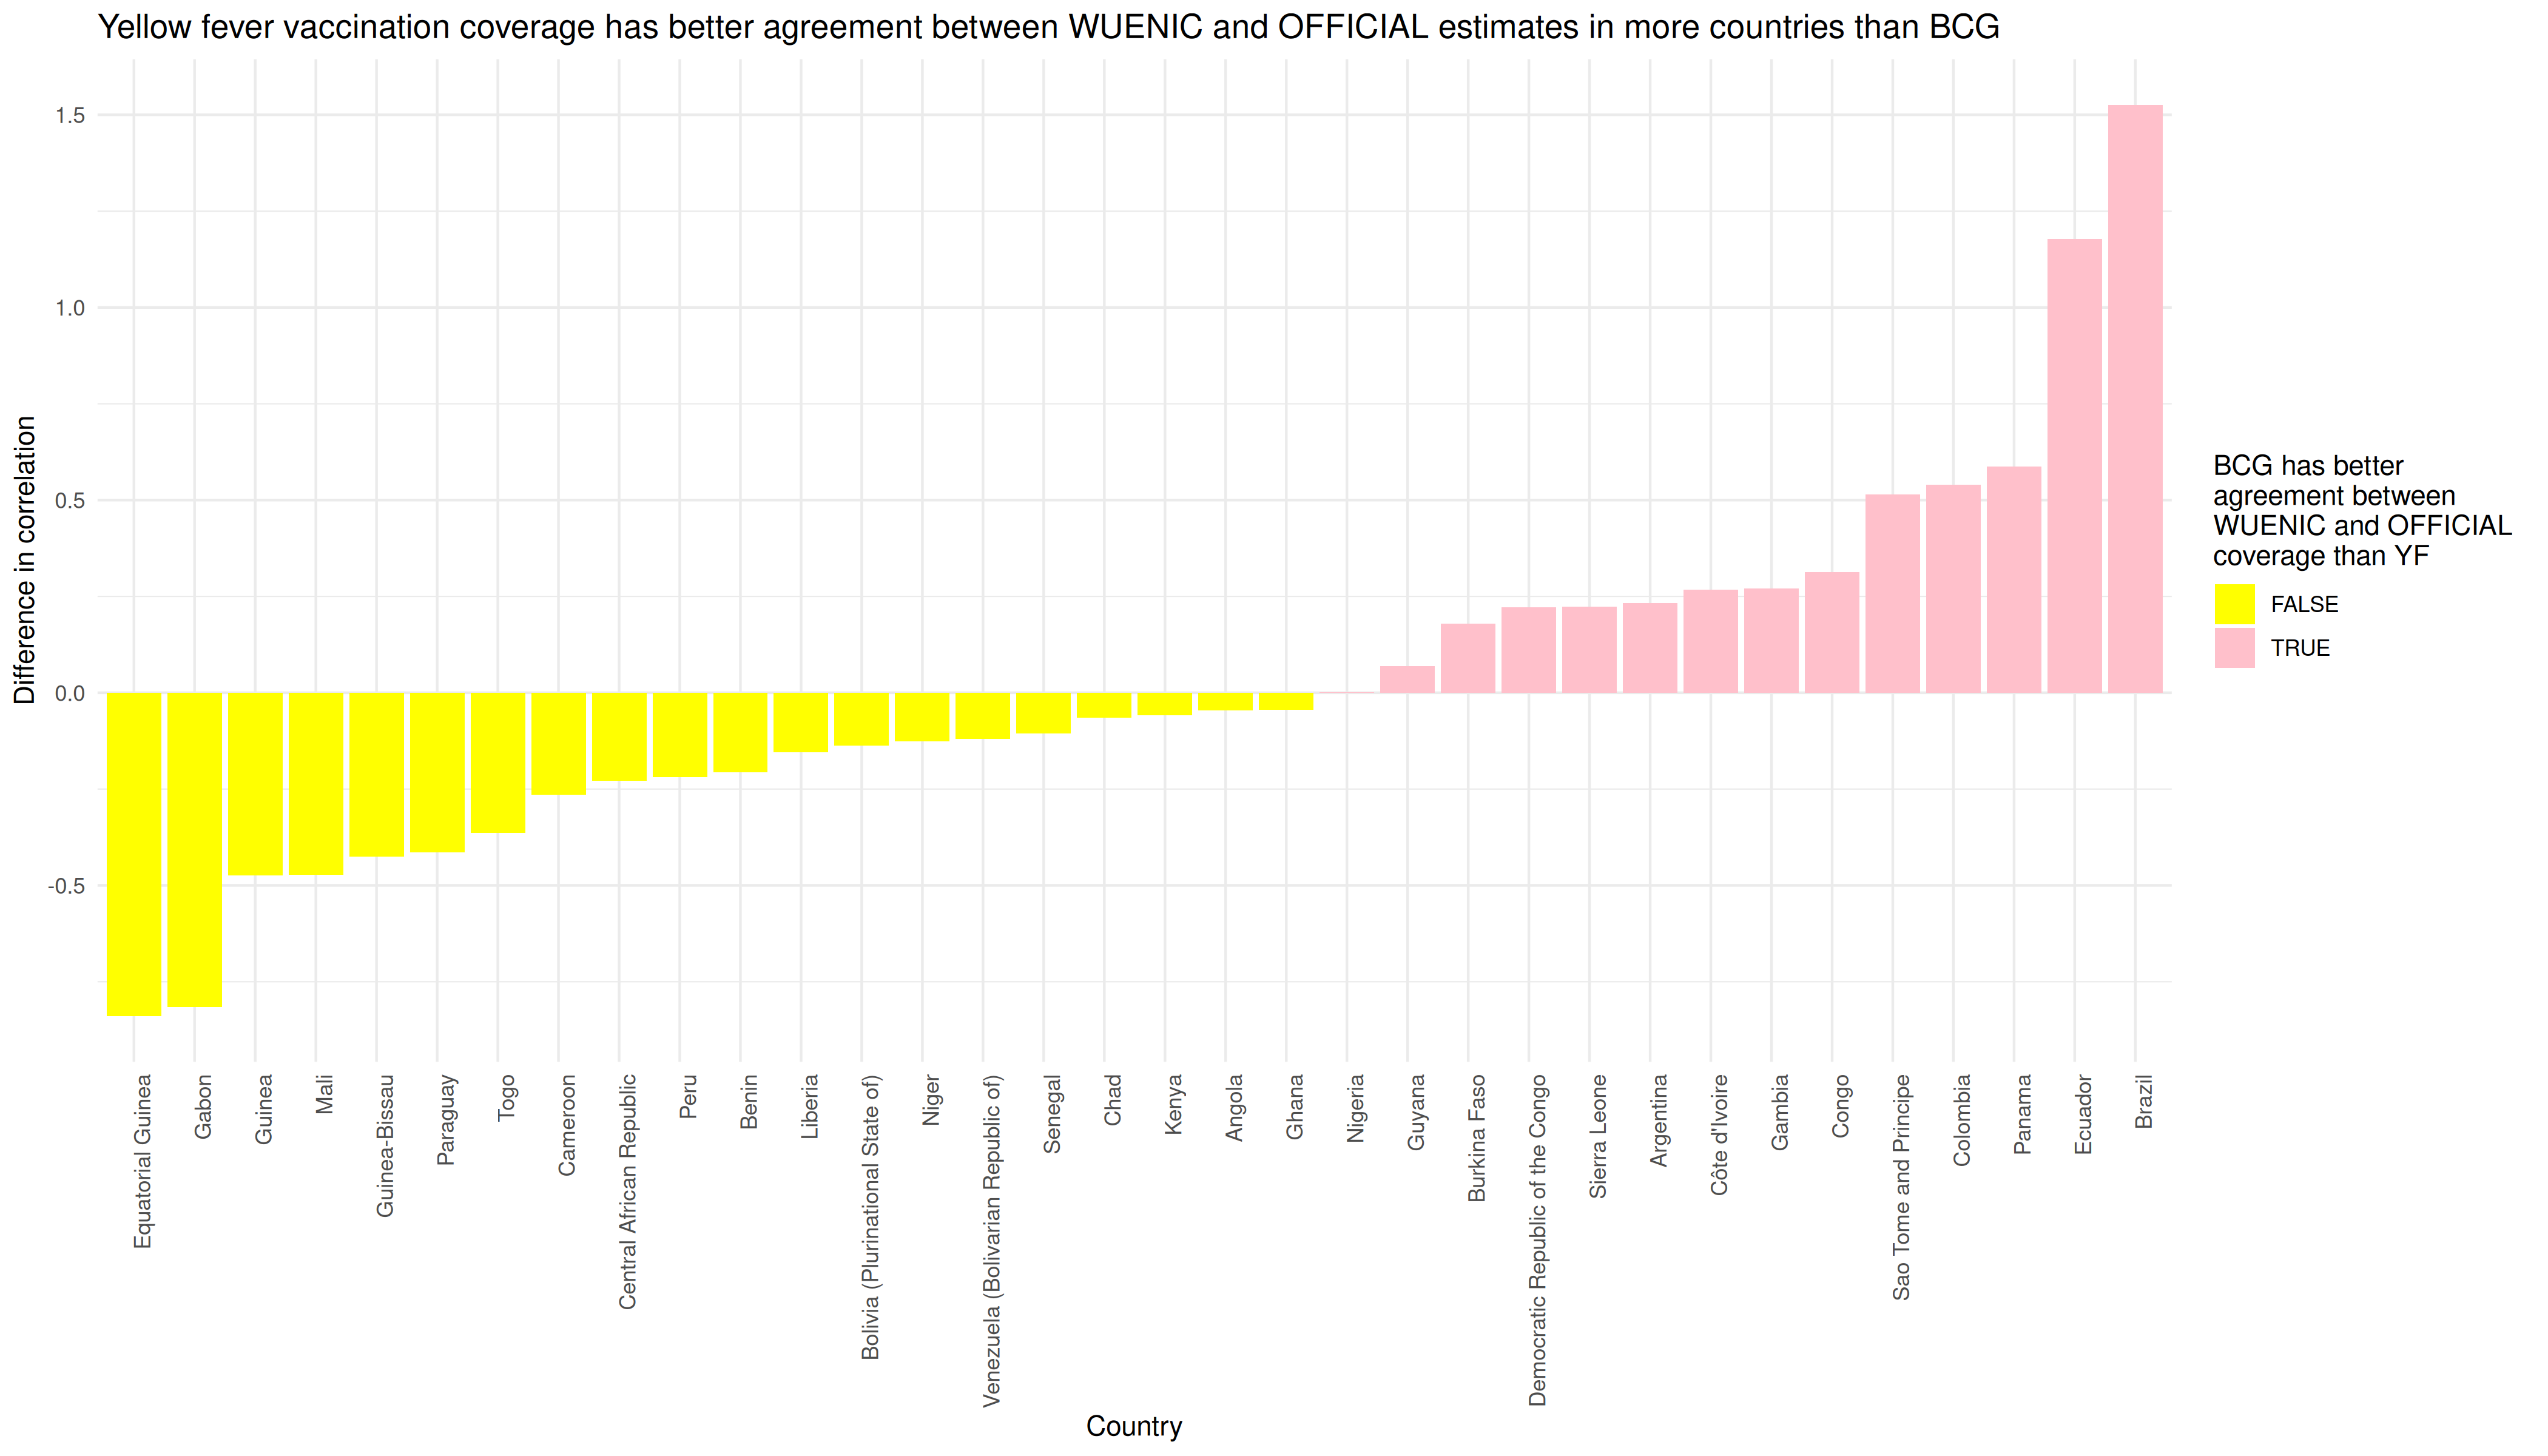 Yellow fever vaccination coverage has better agreement between WUENIC and OFFICIAL estimates in more countries than BCG
Difference in correlation
1.5
1.0
0.5
0.0
-0.5
Equatorial Guinea
Gabon
Guinea
Mali
Guinea-Bissau
Paraguay
Togo
Cameroon
Central African Republic
Peru
Benin
Liberia
Bolivia (Plurinational State of)
Niger
Venezuela (Bolivarian Republic of)
Senegal
Chad
Kenya
Angola
Ghana
Nigeria
Guyana
Burkina Faso
Democratic Republic of the Congo
Sierra Leone
Argentina
Côte d'Ivoire
Gambia
Congo
Sao Tome and Principe
Colombia
Panama
Ecuador
Brazil
Country
BCG has better
agreement between
WUENIC and OFFICIAL
coverage than YF
FALSE
TRUE